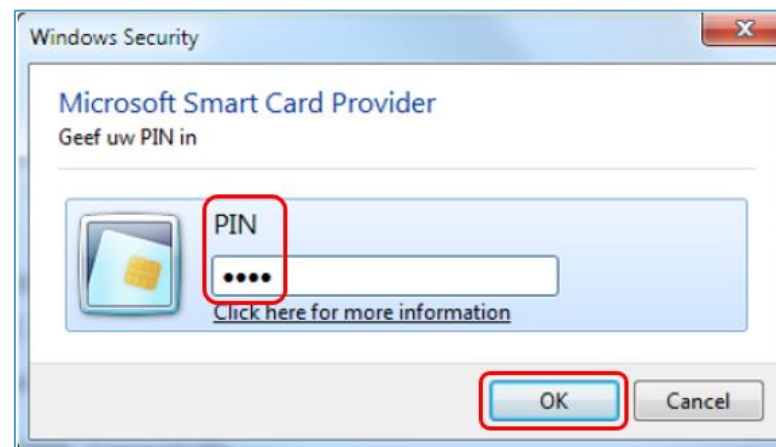 Windows Security
Microsoft Smart Card Provider
Geef uw PIN in
PIN
••••
Click here for more information
OK
Cancel